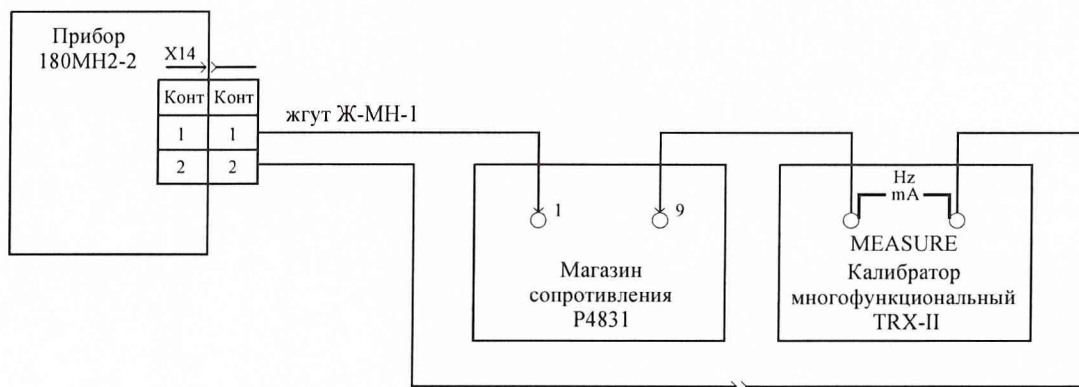 Прибор
180МН2-2
X14
Конт Конт
1 1
2 2
жгут Ж-МН-1
1
9
Магазин
сопротивления
Р4831
Hz
mA
MEASURE
Калибратор
многофункциональный
TRX-II